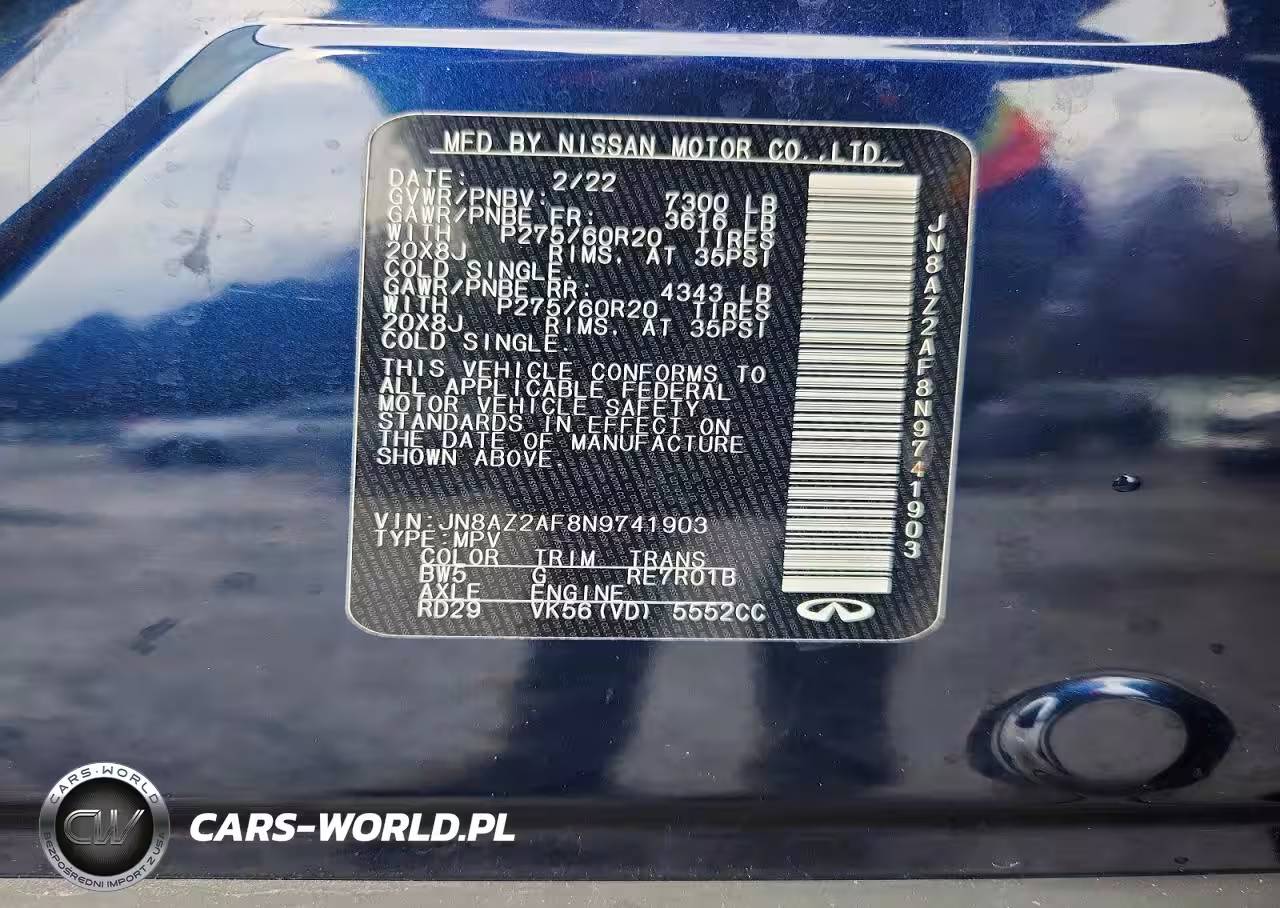 MFD BY NISSAN MOTOR CO.,LTD.
DATE: 2/22
GVWR/PNBV: 7300 LB
GAWR/PNBE FR: 3616 LB
WITH P275/60R20 TIRES
20X8J RIMS, AT 35PSI
COLD SINGLE.
GAWR/PNBE RR: 4343 LB
WITH P275/60R20 TIRES
20X8J RIMS, AT 35PSI
COLD SINGLE.
THIS VEHICLE CONFORMS TO
ALL APPLICABLE FEDERAL
MOTOR VEHICLE SAFETY
STANDARDS IN EFFECT ON
THE DATE OF MANUFACTURE
SHOWN ABOVE
VIN:JN8AZ2AF8N9741903
TYPE:MPV
COLOR TRIM TRANS
BW5 G RE7R01B
AXLE ENGINE
RD29 VK56(VD) 5552CC
JN8AZ2AF8N9741903
CARS-WORLD
CW
BEZPOŚREDNI IMPORT Z USA
CARS-WORLD.PL